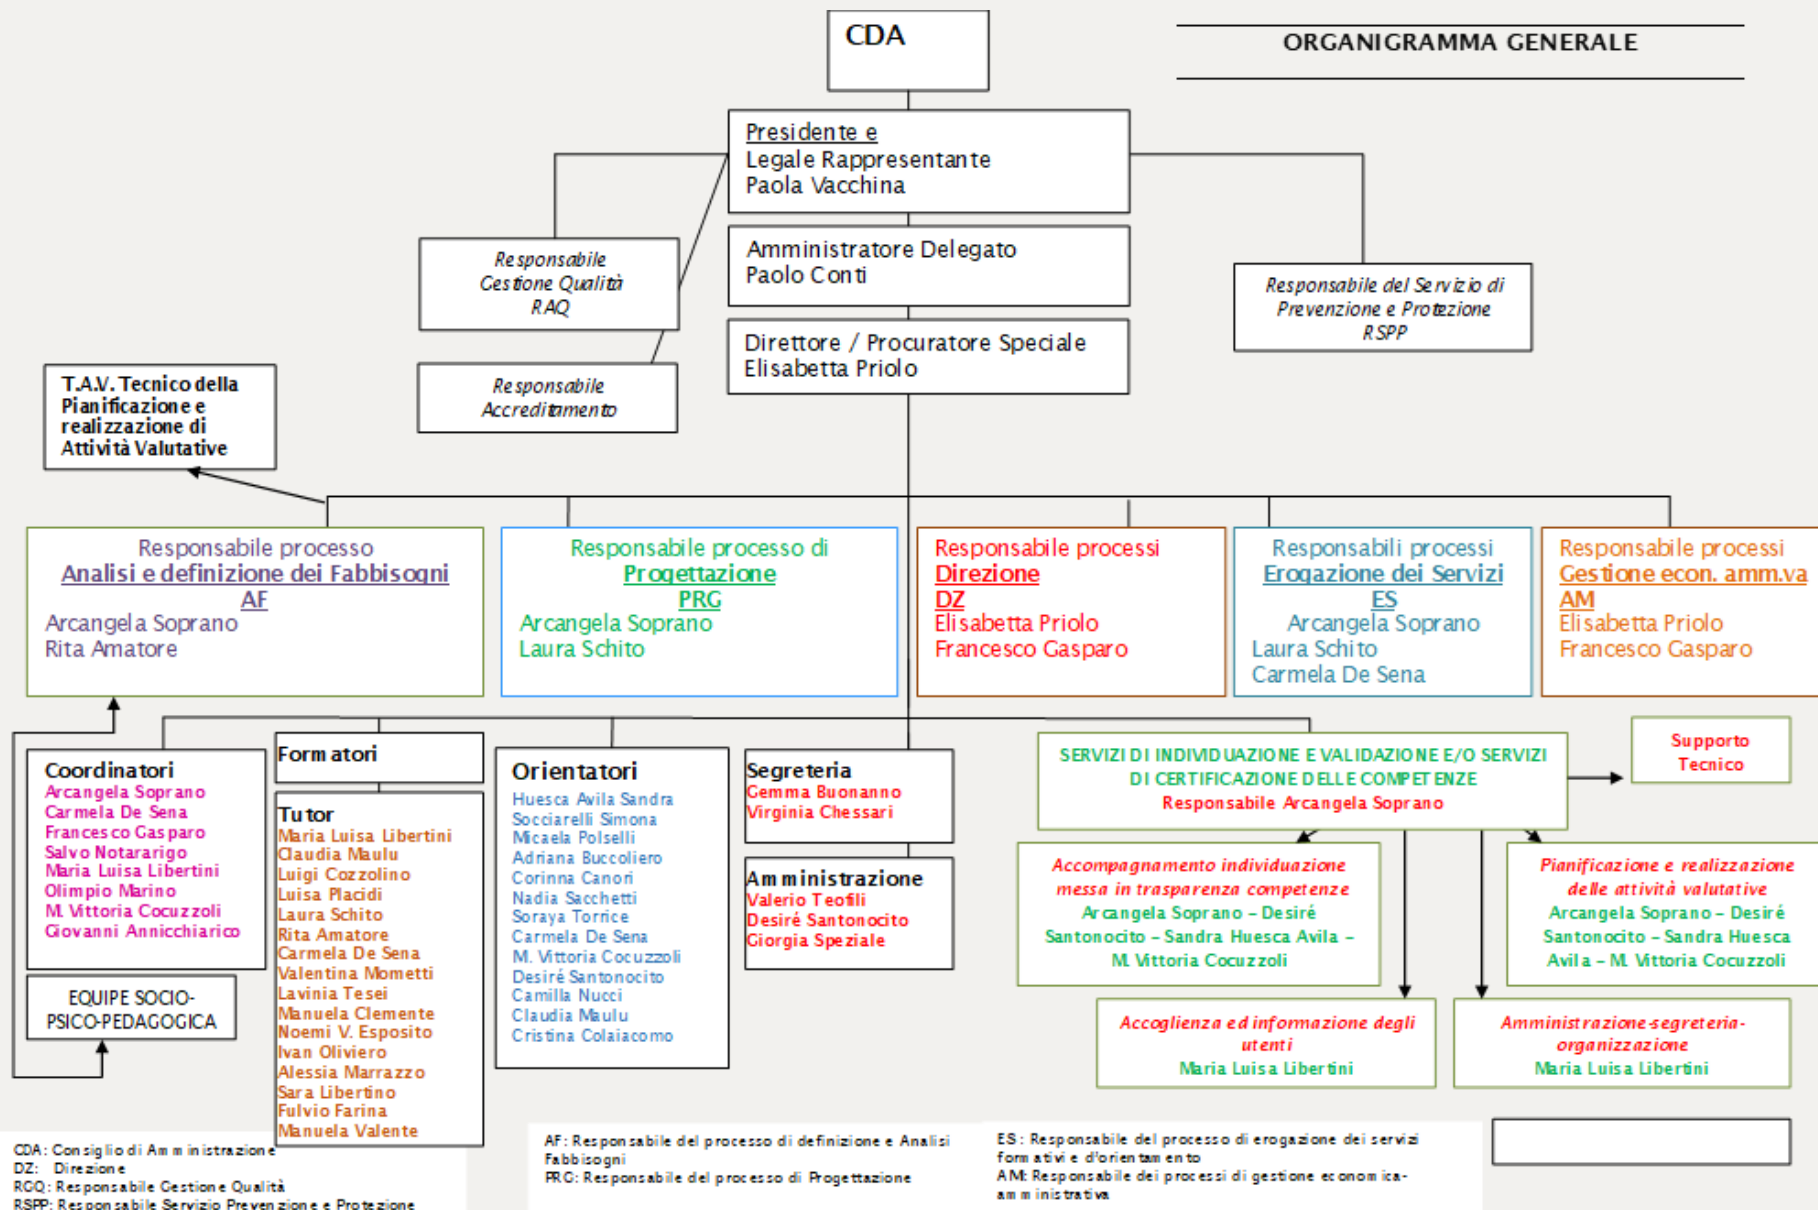 CDA
ORGANIGRAMMA GENERALE
Presidente e
Legale Rappresentante
Paola Vacchina
Amministratore Delegato
Paolo Conti
Direttore / Procuratore Speciale
Elisabetta Priolo
Responsabile
Gestione Qualità
RAQ
Responsabile
Accreditamento
Responsabile del Servizio di
Prevenzione e Protezione
RSPP
T.A.V. Tecnico della
Pianificazione e
realizzazione di
Attività Valutative
Responsabile processo
Analisi e definizione dei Fabbisogni
AF
Arcangela Soprano
Rita Amatore
Responsabile processo di
Progettazione
PRG
Arcangela Soprano
Laura Schito
Responsabile processi
Direzione
DZ
Elisabetta Priolo
Francesco Gasparo
Responsabili processi
Erogazione dei Servizi
ES
Arcangela Soprano
Laura Schito
Carmela De Sena
Responsabile processi
Gestione econ. amm.va
AM
Elisabetta Priolo
Francesco Gasparo
Coordinatori
Arcangela Soprano
Carmela De Sena
Francesco Gasparo
Salvo Notararigo
Maria Luisa Libertini
Olimpio Marino
M. Vittoria Cocuzzoli
Giovanni Annicchiarico
EQUIPE SOCIO-
PSICO-PEDAGOGICA
Formatori
Tutor
Maria Luisa Libertini
Claudia Maulu
Luigi Cozzolino
Luisa Placidi
Laura Schito
Rita Amatore
Carmela De Sena
Valentina Mometti
Lavinia Tesei
Manuela Clemente
Noemi V. Esposito
Ivan Oliviero
Alessia Marrazzo
Sara Libertino
Fulvio Farina
Manuela Valente
Orientatori
Huesca Avila Sandra
Socciarelli Simona
Micaela Polselli
Adriana Buccoliero
Corinna Canori
Nadia Sacchetti
Soraya Torrice
Carmela De Sena
M. Vittoria Cocuzzoli
Desiré Santonocito
Camilla Nucci
Claudia Maulu
Cristina Colaiacomo
Segreteria
Gemma Buonanno
Virginia Chessari
Amministrazione
Valerio Teofili
Desiré Santonocito
Giorgia Speziale
SERVIZI DI INDIVIDUAZIONE E VALIDAZIONE E/O SERVIZI
DI CERTIFICAZIONE DELLE COMPETENZE
Responsabile Arcangela Soprano
Supporto
Tecnico
Accompagnamento individuazione
messa in trasparenza competenze
Arcangela Soprano – Desiré
Santonocito – Sandra Huesca Avila –
M. Vittoria Cocuzzoli
Pianificazione e realizzazione
delle attività valutative
Arcangela Soprano – Desiré
Santonocito – Sandra Huesca
Avila – M. Vittoria Cocuzzoli
Accoglienza ed informazione degli
utenti
Maria Luisa Libertini
Amministrazione-segreteria-
organizzazione
Maria Luisa Libertini
CDA: Consiglio di Amministrazione
DZ: Direzione
RGQ: Responsabile Gestione Qualità
RSPP: Responsabile Servizio Prevenzione e Protezione
AF: Responsabile del processo di definizione e Analisi
Fabbisogni
PRG: Responsabile del processo di Progettazione
ES: Responsabile del processo di erogazione dei servizi
formativi e d'orientamento
AM: Responsabile dei processi di gestione economica-
amministrativa